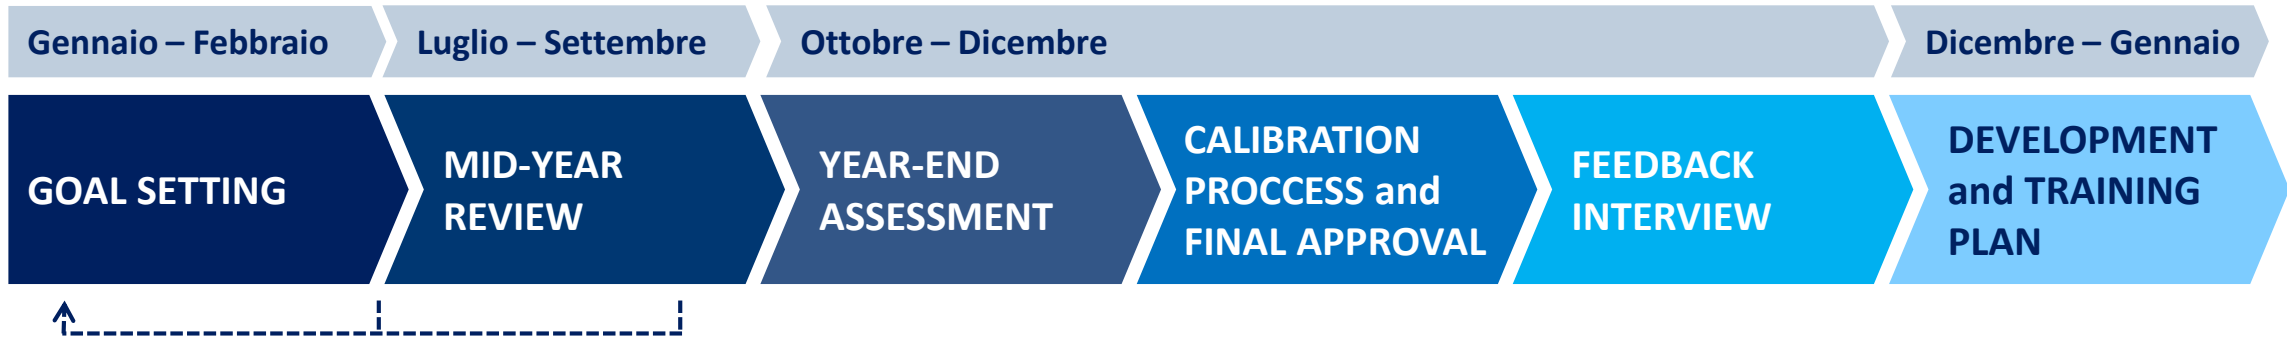 Gennaio – Febbraio
Luglio – Settembre
Ottobre – Dicembre
Dicembre – Gennaio
GOAL SETTING
MID-YEAR
REVIEW
YEAR-END
ASSESSMENT
CALIBRATION
PROCCESS and
FINAL APPROVAL
FEEDBACK
INTERVIEW
DEVELOPMENT
and TRAINING
PLAN